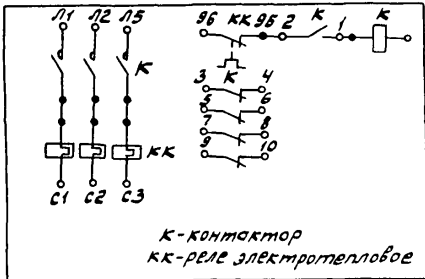 Л1 Л2 Л5
К
КК
С1 С2 С3
96 КК 95 2 К 1 К
3 К 4
5 6
7 8
9 10
К-контактор
КК-реле электротепловое